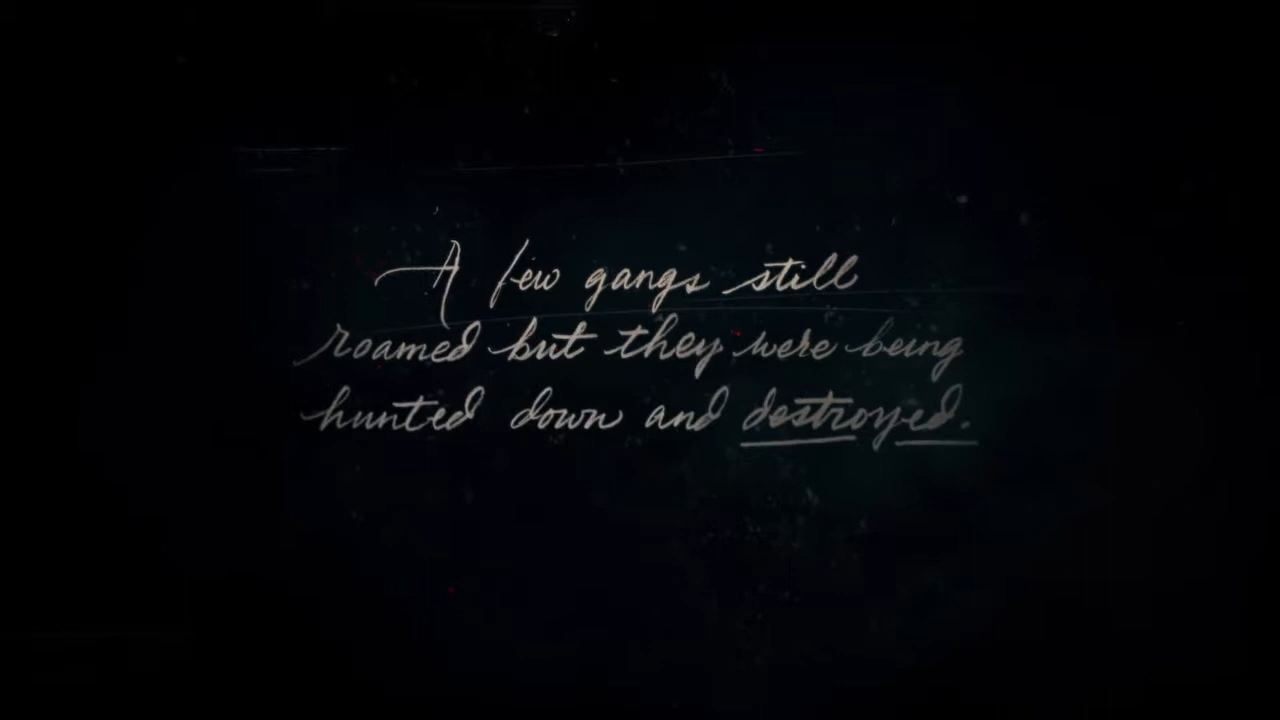 A few gangs still
roamed but they were being
hunted down and destroyed.